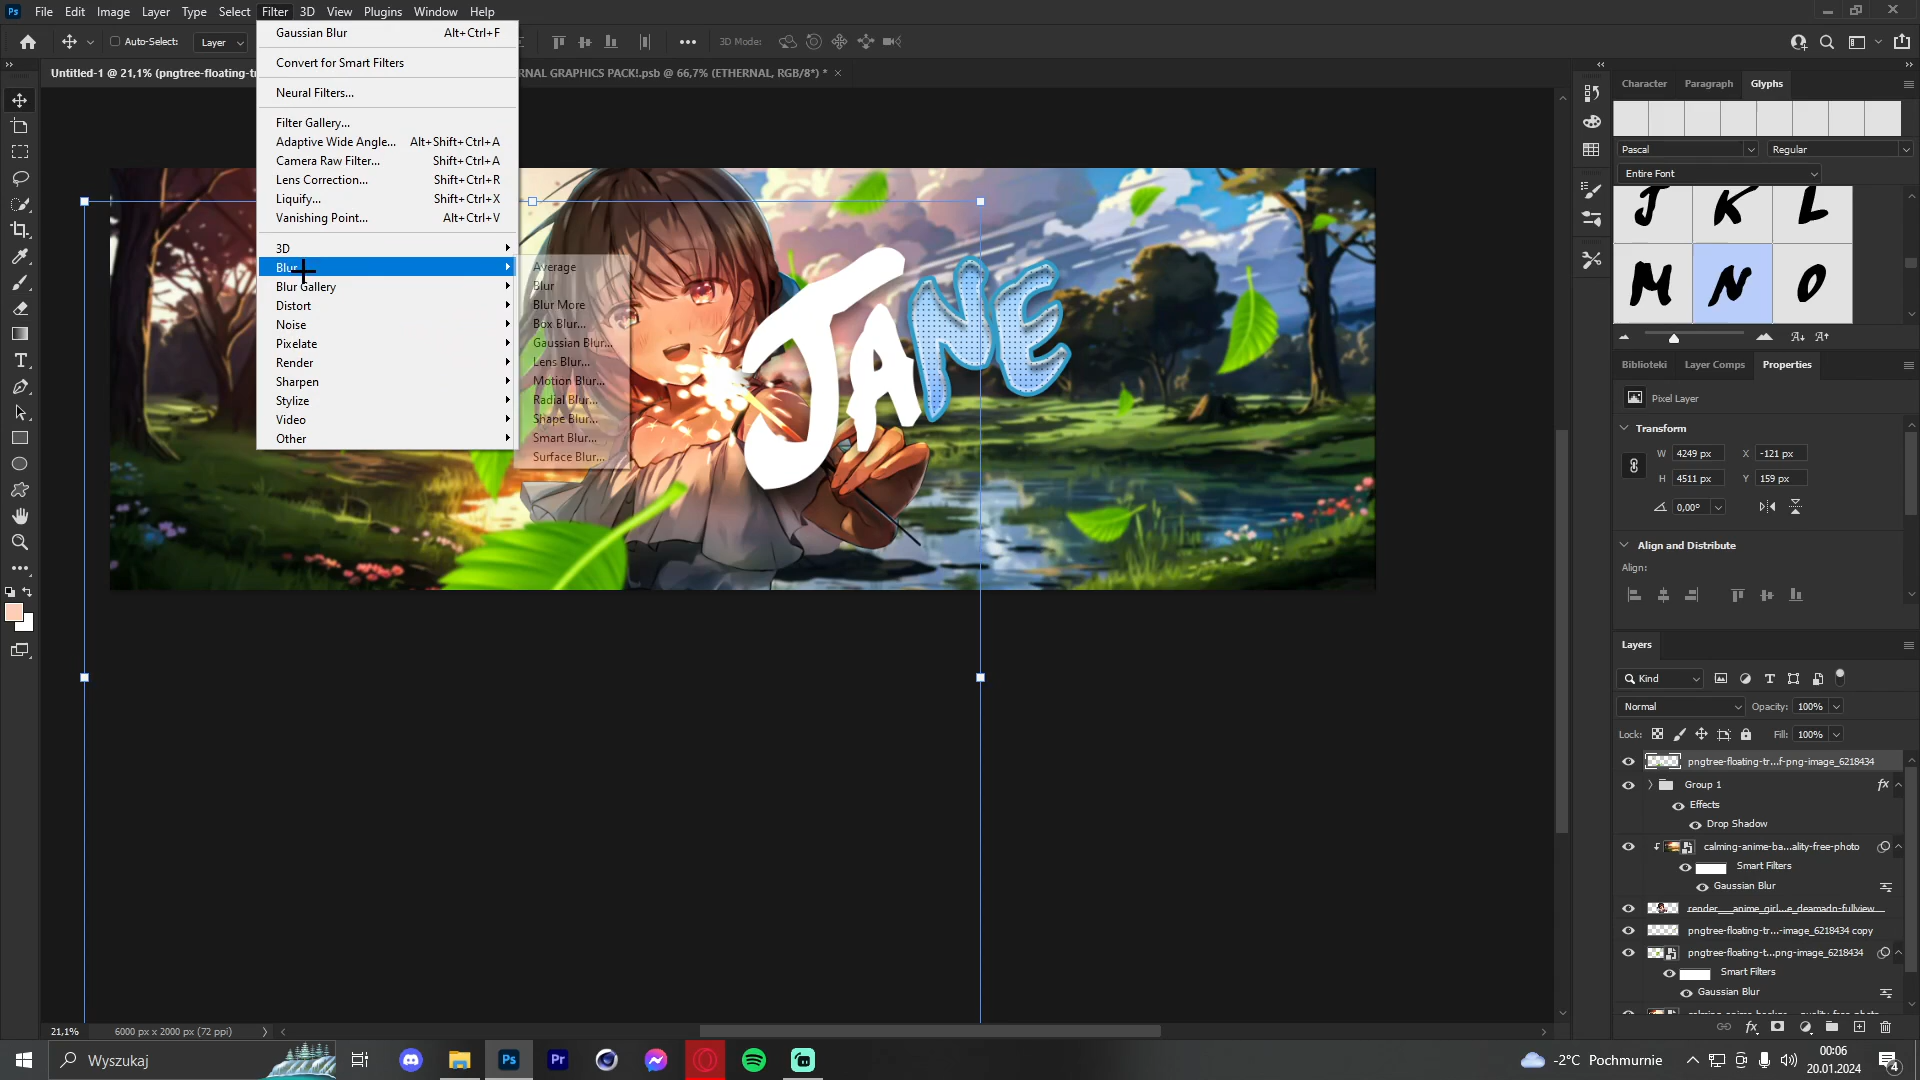 Ps File Edit Image Layer Type Select Filter 3D View Plugins Window Help
Auto-Select: Layer 3D Mode:
Untitled-1 @ 21,1% (pngtree-floating-tr
RNAL GRAPHICS PACK!.psb @ 66,7% (ETHERNAL, RGB/8*) *
Gaussian Blur Alt+Ctrl+F
Convert for Smart Filters
Neural Filters...
Filter Gallery...
Adaptive Wide Angle... Alt+Shift+Ctrl+A
Camera Raw Filter... Shift+Ctrl+A
Lens Correction... Shift+Ctrl+R
Liquify... Shift+Ctrl+X
Vanishing Point... Alt+Ctrl+V
3D
Blur
Blur Gallery
Distort
Noise
Pixelate
Render
Sharpen
Stylize
Video
Other
Average
Blur
Blur More
Box Blur...
Gaussian Blur...
Lens Blur...
Motion Blur...
Radial Blur...
Shape Blur...
Smart Blur...
Surface Blur...
JANE
Character Paragraph Glyphs
Pascal Regular
Entire Font
J K L
M N O
Biblioteki Layer Comps Properties
Pixel Layer
Transform
W 4249 px X -121 px
H 4511 px Y 159 px
0,00°
Align and Distribute
Align:
Layers
Kind
Normal Opacity: 100%
Lock: Fill: 100%
pngtree-floating-tr...f-png-image_6218434
Group 1 fx
Effects
Drop Shadow
calming-anime-ba...ality-free-photo
Smart Filters
Gaussian Blur
render___anime_girl...e_deamadn-fullview
pngtree-floating-tr...-image_6218434 copy
pngtree-floating-t...png-image_6218434
Smart Filters
Gaussian Blur
21,1% 6000 px x 2000 px (72 ppi)
Wyszukaj
Ps Pr
-2°C Pochmurnie
00:06
20.01.2024
4